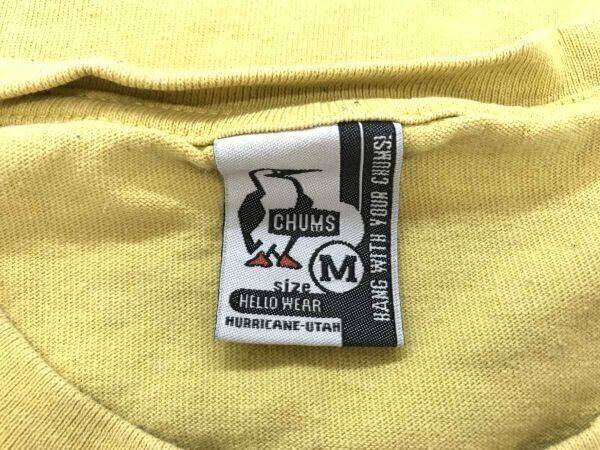 CHUMS
M
size
HELLO WEAR
HURRICANE-UTAH
HANG WITH YOUR CHUMS!